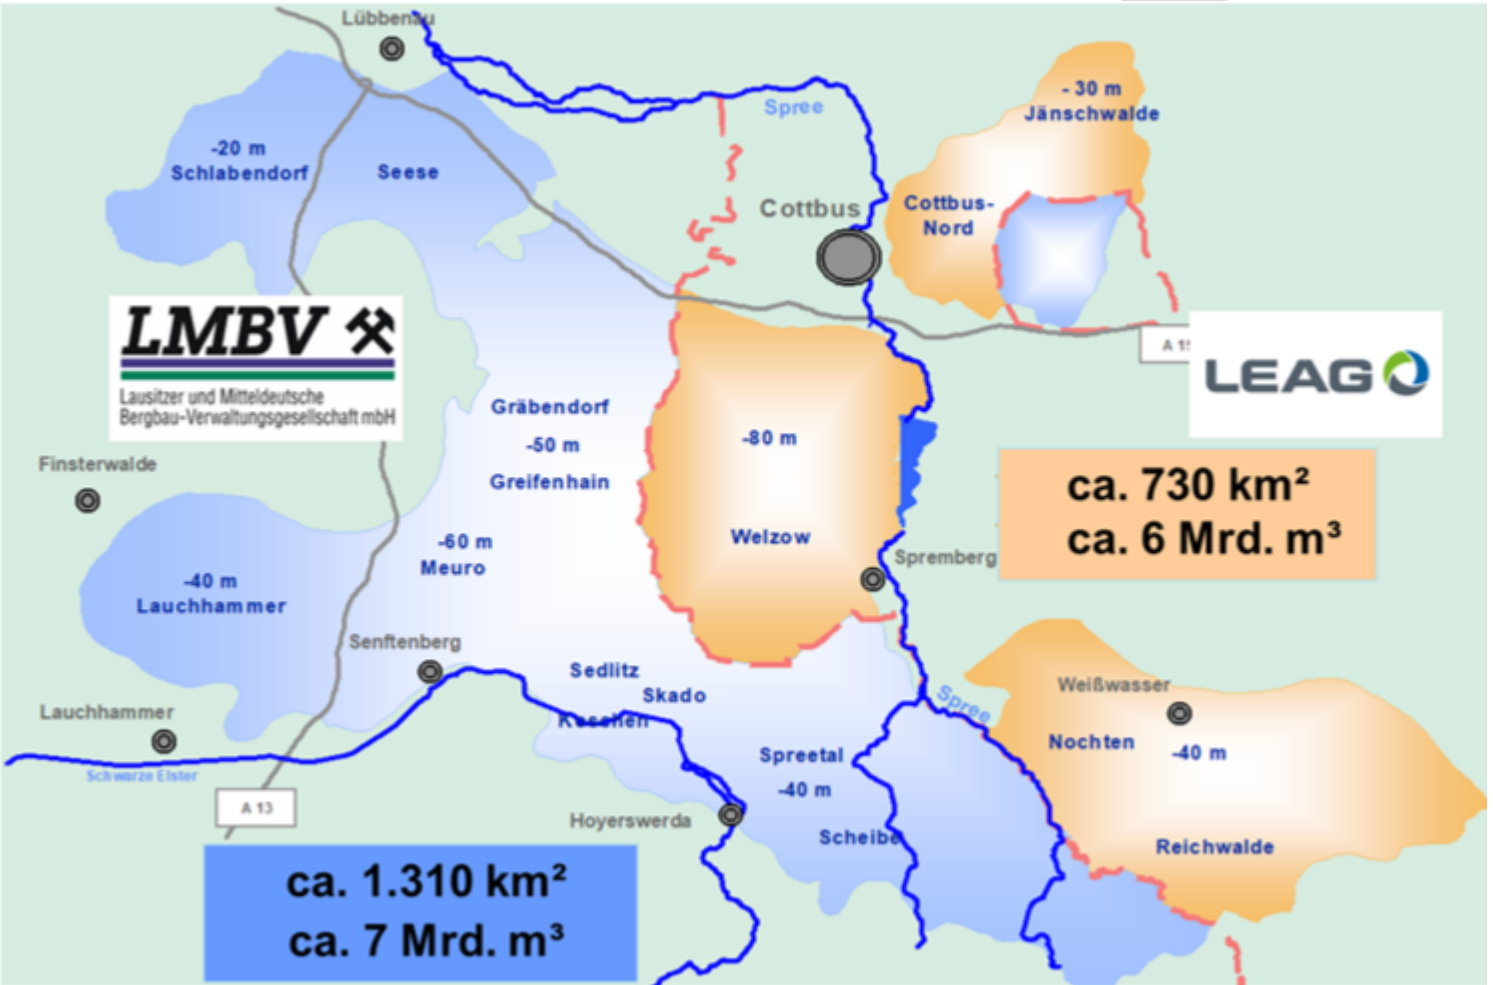 Lübbenau
- 30 m
Jänschwalde
Spree
-20 m
Schlabendorf
Seese
Cottbus
Cottbus-
Nord
LMBV
Lausitzer und Mitteldeutsche
Bergbau-Verwaltungsgesellschaft mbH
A 15
LEAG
Gräbendorf
-50 m
Greifenhain
-80 m
Welzow
Finsterwalde
ca. 730 km²
ca. 6 Mrd. m³
-60 m
Meuro
Spremberg
-40 m
Lauchhammer
Senftenberg
Sedlitz
Skado
Koschen
Spree
Weißwasser
Nochten
-40 m
Lauchhammer
Schwarze Elster
Spreetal
-40 m
A 13
Hoyerswerda
Scheibe
Reichwalde
ca. 1.310 km²
ca. 7 Mrd. m³